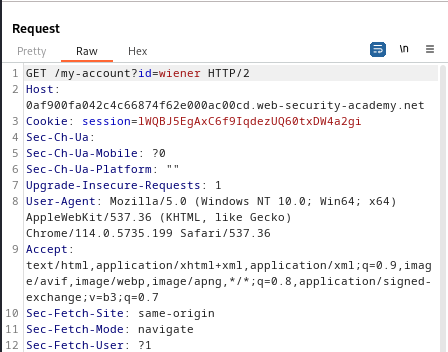 Request
Pretty Raw Hex \n
1 GET /my-account?id=wiener HTTP/2
2 Host:
0af900fa042c4c66874f62e000ac00cd.web-security-academy.net
3 Cookie: session=lWQBJ5EgAxC6f9IqdezUQ60txDW4a2gi
4 Sec-Ch-Ua:
5 Sec-Ch-Ua-Mobile: ?0
6 Sec-Ch-Ua-Platform: ""
7 Upgrade-Insecure-Requests: 1
8 User-Agent: Mozilla/5.0 (Windows NT 10.0; Win64; x64)
AppleWebKit/537.36 (KHTML, like Gecko)
Chrome/114.0.5735.199 Safari/537.36
9 Accept:
text/html,application/xhtml+xml,application/xml;q=0.9,imag
e/avif,image/webp,image/apng,*/*;q=0.8,application/signed-
exchange;v=b3;q=0.7
10 Sec-Fetch-Site: same-origin
11 Sec-Fetch-Mode: navigate
12 Sec-Fetch-User: ?1